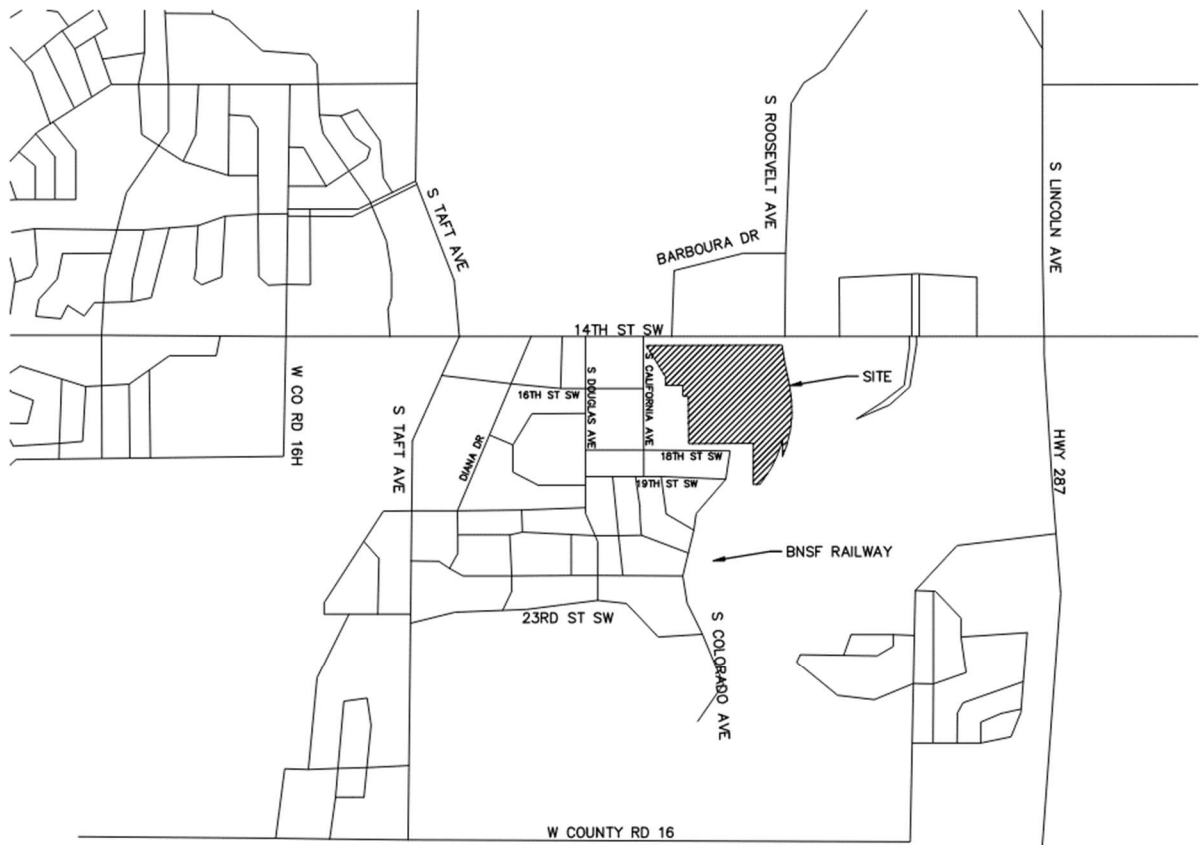 S ROOSEVELT AVE
S LINCOLN AVE
S TAFT AVE
BARBOURA DR
14TH ST SW
S CALIFORNIA AVE
SITE
W CO RD 16H
S DOUGLAS AVE
16TH ST SW
S TAFT AVE
DIANA DR
HWY 287
18TH ST SW
19TH ST SW
BNSF RAILWAY
23RD ST SW
S COLORADO AVE
W COUNTY RD 16